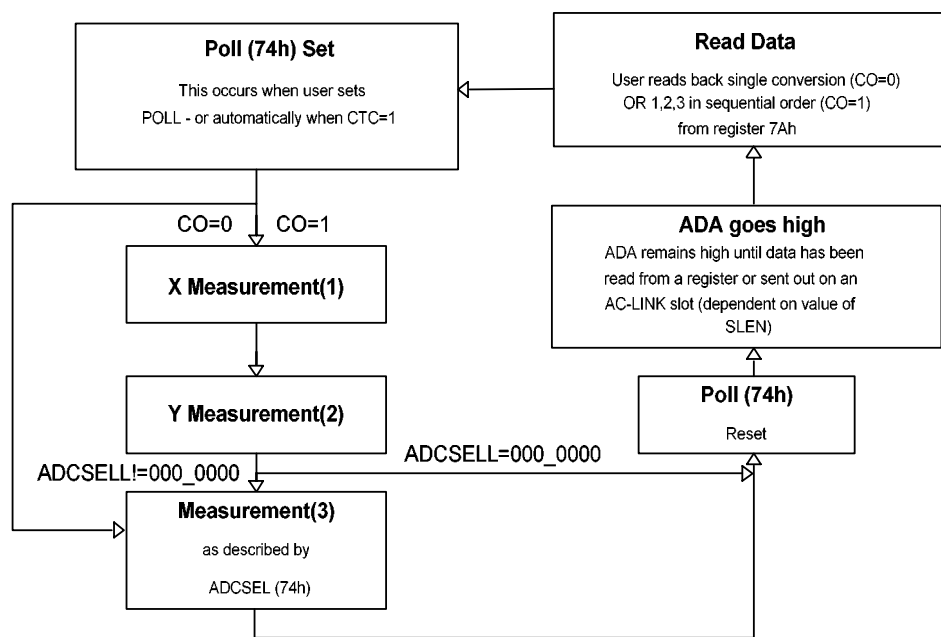 Poll (74h) Set
This occurs when user sets
POLL - or automatically when CTC=1
Read Data
User reads back single conversion (CO=0)
OR 1,2,3 in sequential order (CO=1)
from register 7Ah
ADA goes high
ADA remains high until data has been
read from a register or sent out on an
AC-LINK slot (dependent on value of
SLEN)
CO=0
CO=1
X Measurement(1)
Y Measurement(2)
Poll (74h)
Reset
ADCSELL!=000_0000
ADCSELL=000_0000
Measurement(3)
as described by
ADCSEL (74h)